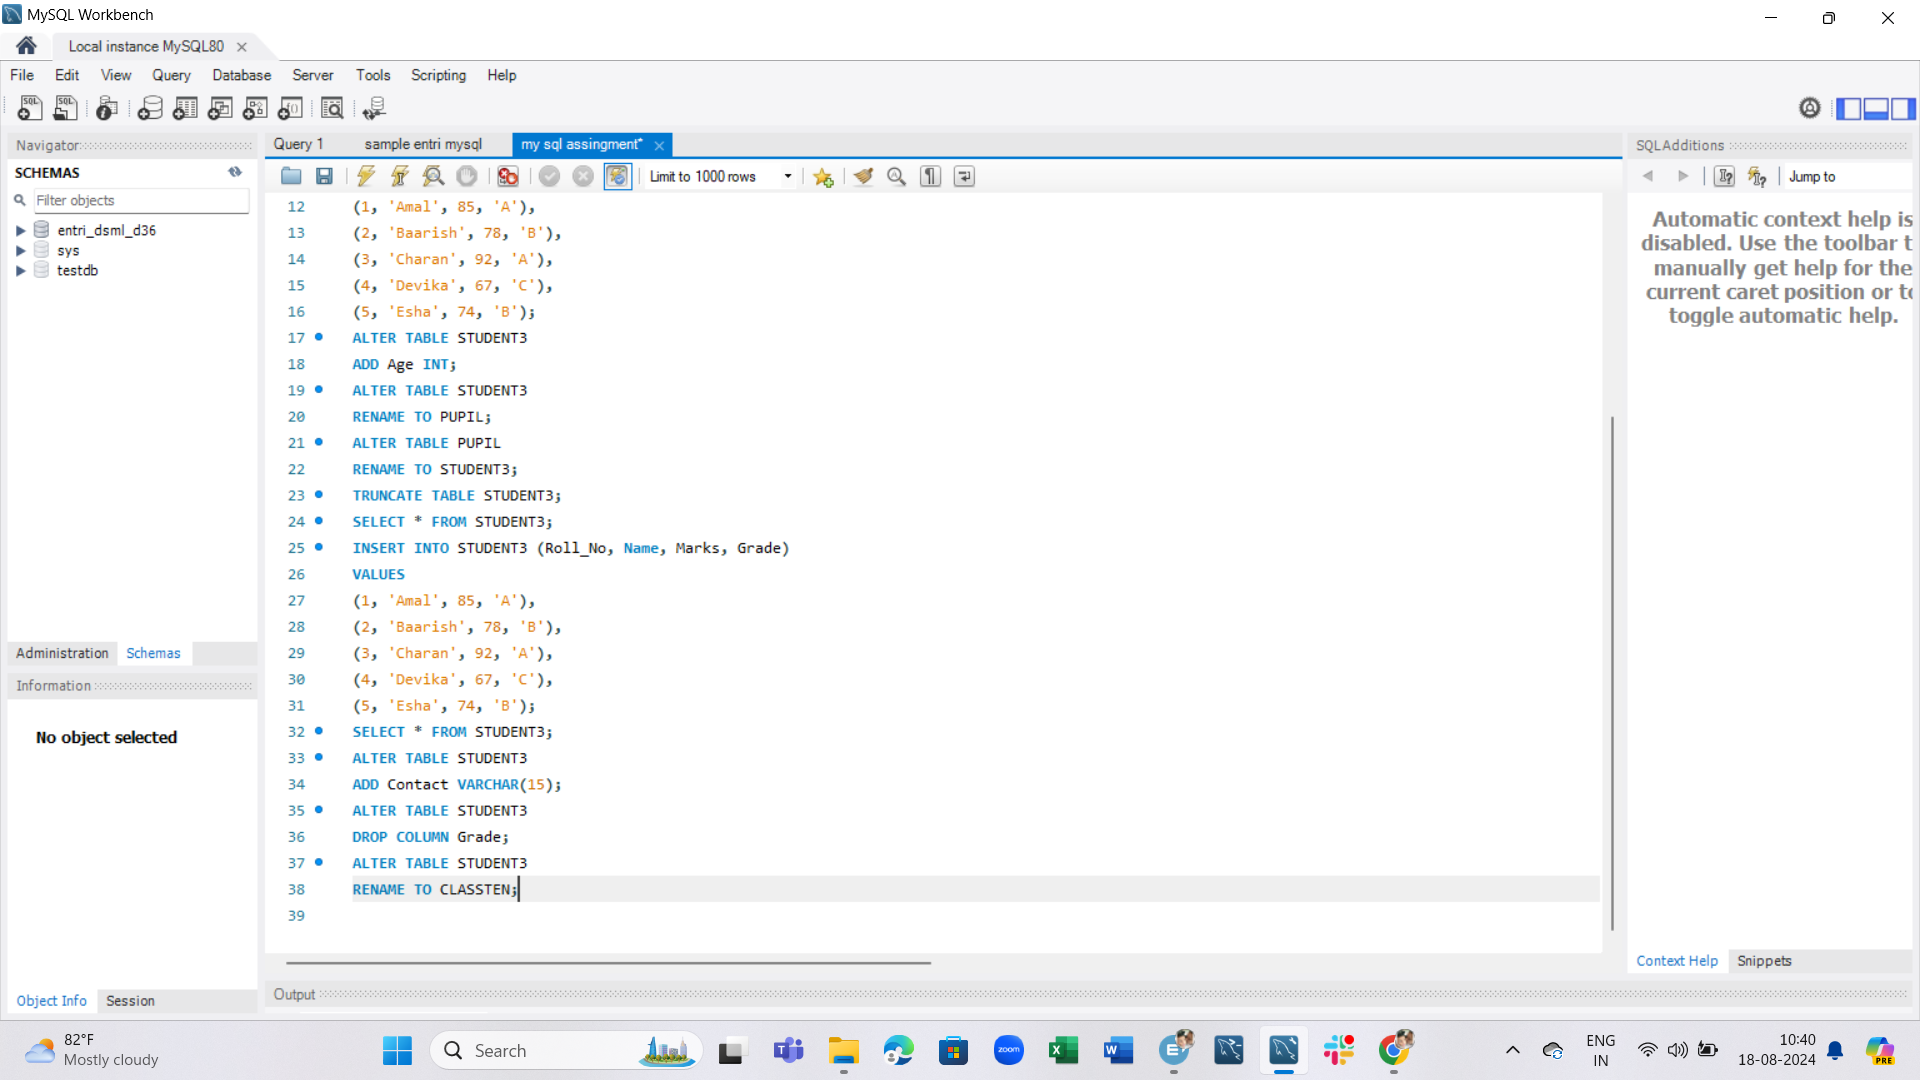 MySQL Workbench
Local instance MySQL80
File Edit View Query Database Server Tools Scripting Help
Navigator
SCHEMAS
Filter objects
entri_dsml_d36
sys
testdb
Administration Schemas
Information
No object selected
Object Info Session
Query 1 sample entri mysql my sql assingment*
Limit to 1000 rows
12 (1, 'Amal', 85, 'A'),
13 (2, 'Baarish', 78, 'B'),
14 (3, 'Charan', 92, 'A'),
15 (4, 'Devika', 67, 'C'),
16 (5, 'Esha', 74, 'B');
17 ALTER TABLE STUDENT3
18 ADD Age INT;
19 ALTER TABLE STUDENT3
20 RENAME TO PUPIL;
21 ALTER TABLE PUPIL
22 RENAME TO STUDENT3;
23 TRUNCATE TABLE STUDENT3;
24 SELECT * FROM STUDENT3;
25 INSERT INTO STUDENT3 (Roll_No, Name, Marks, Grade)
26 VALUES
27 (1, 'Amal', 85, 'A'),
28 (2, 'Baarish', 78, 'B'),
29 (3, 'Charan', 92, 'A'),
30 (4, 'Devika', 67, 'C'),
31 (5, 'Esha', 74, 'B');
32 SELECT * FROM STUDENT3;
33 ALTER TABLE STUDENT3
34 ADD Contact VARCHAR(15);
35 ALTER TABLE STUDENT3
36 DROP COLUMN Grade;
37 ALTER TABLE STUDENT3
38 RENAME TO CLASSTEN;
39
Output
SQLAdditions
Jump to
Automatic context help is
disabled. Use the toolbar t
manually get help for the
current caret position or to
toggle automatic help.
Context Help Snippets
82°F
Mostly cloudy
Search
zoom
ENG
IN
10:40
18-08-2024
PRE